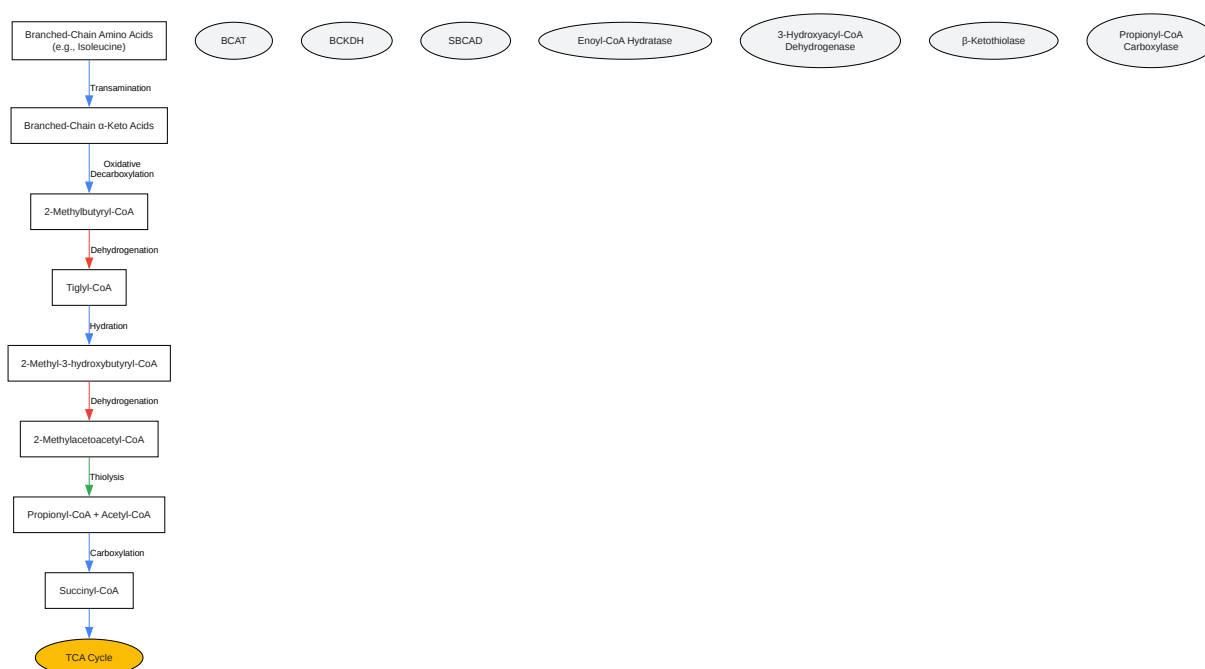 Branched-Chain Amino Acids
(e.g., Isoleucine)
BCAT
BCKDH
SBCAD
Enoyl-CoA Hydratase
3-Hydroxyacyl-CoA
Dehydrogenase
β-Ketothiolase
Propionyl-CoA
Carboxylase
Transamination
Branched-Chain α-Keto Acids
Oxidative
Decarboxylation
2-Methylbutyryl-CoA
Dehydrogenation
Tiglyl-CoA
Hydration
2-Methyl-3-hydroxybutyryl-CoA
Dehydrogenation
2-Methylacetoacetyl-CoA
Thiolysis
Propionyl-CoA + Acetyl-CoA
Carboxylation
Succinyl-CoA
TCA Cycle